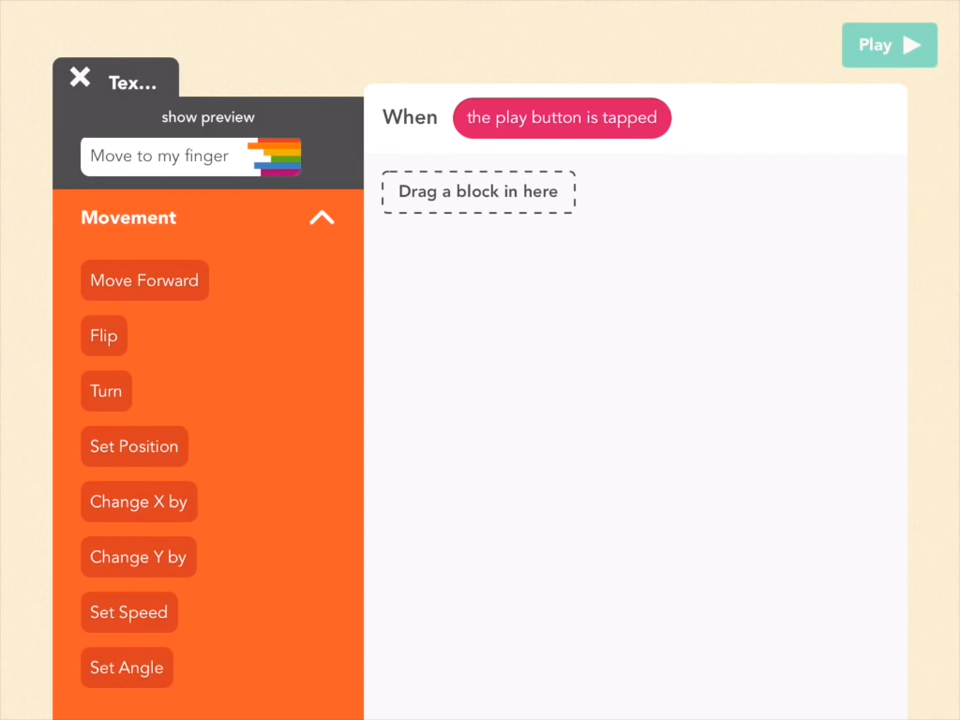 Play
Tex...
show preview
When the play button is tapped
Move to my finger
Drag a block in here
Movement
Move Forward
Flip
Turn
Set Position
Change X by
Change Y by
Set Speed
Set Angle